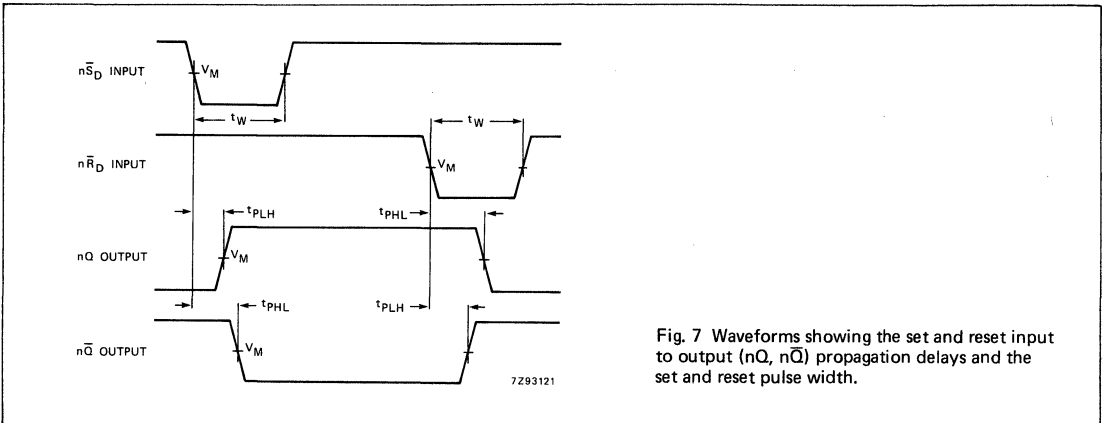 nS̅D INPUT
VM
tW
tW
nR̅D INPUT
VM
tPLH
tPHL
nQ OUTPUT
VM
tPHL
tPLH
nQ̅ OUTPUT
VM
7Z93121
Fig. 7 Waveforms showing the set and reset input
to output (nQ, nQ̅) propagation delays and the
set and reset pulse width.